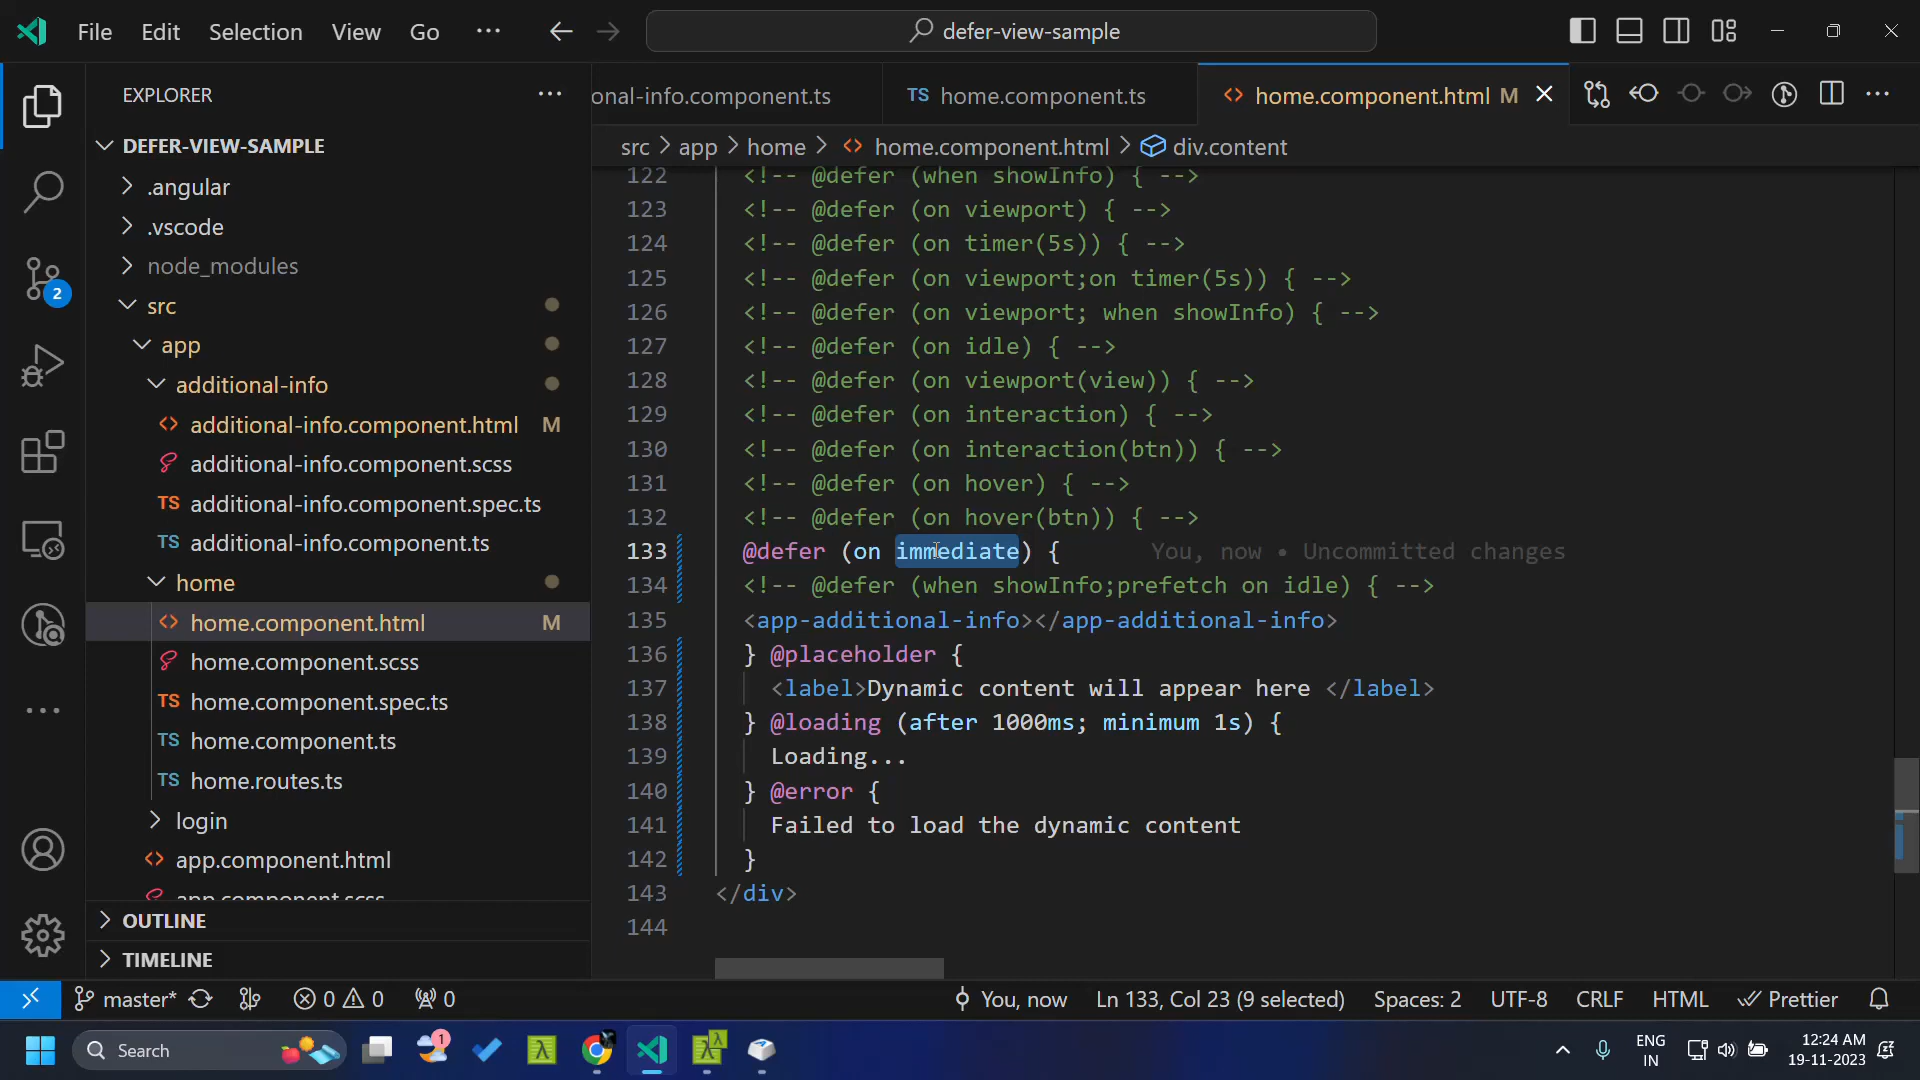 File Edit Selection View Go ... defer-view-sample
EXPLORER
DEFER-VIEW-SAMPLE
.angular
.vscode
node_modules
src
app
additional-info
additional-info.component.html M
additional-info.component.scss
TS additional-info.component.spec.ts
TS additional-info.component.ts
home
home.component.html M
home.component.scss
TS home.component.spec.ts
TS home.component.ts
TS home.routes.ts
login
app.component.html
app.component.scss
OUTLINE
TIMELINE
2
onal-info.component.ts TS home.component.ts home.component.html M
src > app > home > home.component.html > div.content
122 <!-- @defer (when showInfo) { -->
123 <!-- @defer (on viewport) { -->
124 <!-- @defer (on timer(5s)) { -->
125 <!-- @defer (on viewport;on timer(5s)) { -->
126 <!-- @defer (on viewport; when showInfo) { -->
127 <!-- @defer (on idle) { -->
128 <!-- @defer (on viewport(view)) { -->
129 <!-- @defer (on interaction) { -->
130 <!-- @defer (on interaction(btn)) { -->
131 <!-- @defer (on hover) { -->
132 <!-- @defer (on hover(btn)) { -->
133 @defer (on immediate) { You, now • Uncommitted changes
134 <!-- @defer (when showInfo;prefetch on idle) { -->
135 <app-additional-info></app-additional-info>
136 } @placeholder {
137 <label>Dynamic content will appear here </label>
138 } @loading (after 1000ms; minimum 1s) {
139 Loading...
140 } @error {
141 Failed to load the dynamic content
142 }
143 </div>
144
master* 0 0 0 You, now Ln 133, Col 23 (9 selected) Spaces: 2 UTF-8 CRLF HTML Prettier
Search 1 ENG IN 12:24 AM 19-11-2023